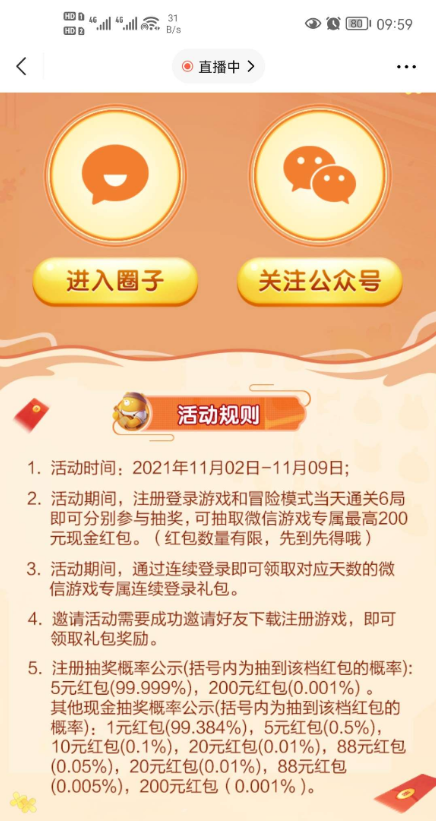 HD 1 4G 4G 31
HD 2 B/s
80 09:59
直播中
进入圈子
关注公众号
活动规则
1. 活动时间：2021年11月02日-11月09日;
2. 活动期间，注册登录游戏和冒险模式当天通关6局
即可分别参与抽奖，可抽取微信游戏专属最高200
元现金红包。（红包数量有限，先到先得哦）
3. 活动期间，通过连续登录即可领取对应天数的微
信游戏专属连续登录礼包。
4. 邀请活动需要成功邀请好友下载注册游戏，即可
领取礼包奖励。
5. 注册抽奖概率公示(括号内为抽到该档红包的概率):
5元红包(99.999%)，200元红包(0.001%) 。
其他现金抽奖概率公示(括号内为抽到该档红包的
概率)：1元红包(99.384%)，5元红包(0.5%)，
10元红包(0.1%)，20元红包(0.01%)，88元红包
(0.05%), 20元红包(0.01%)，88元红包
(0.005%)，200元红包（0.001% )。